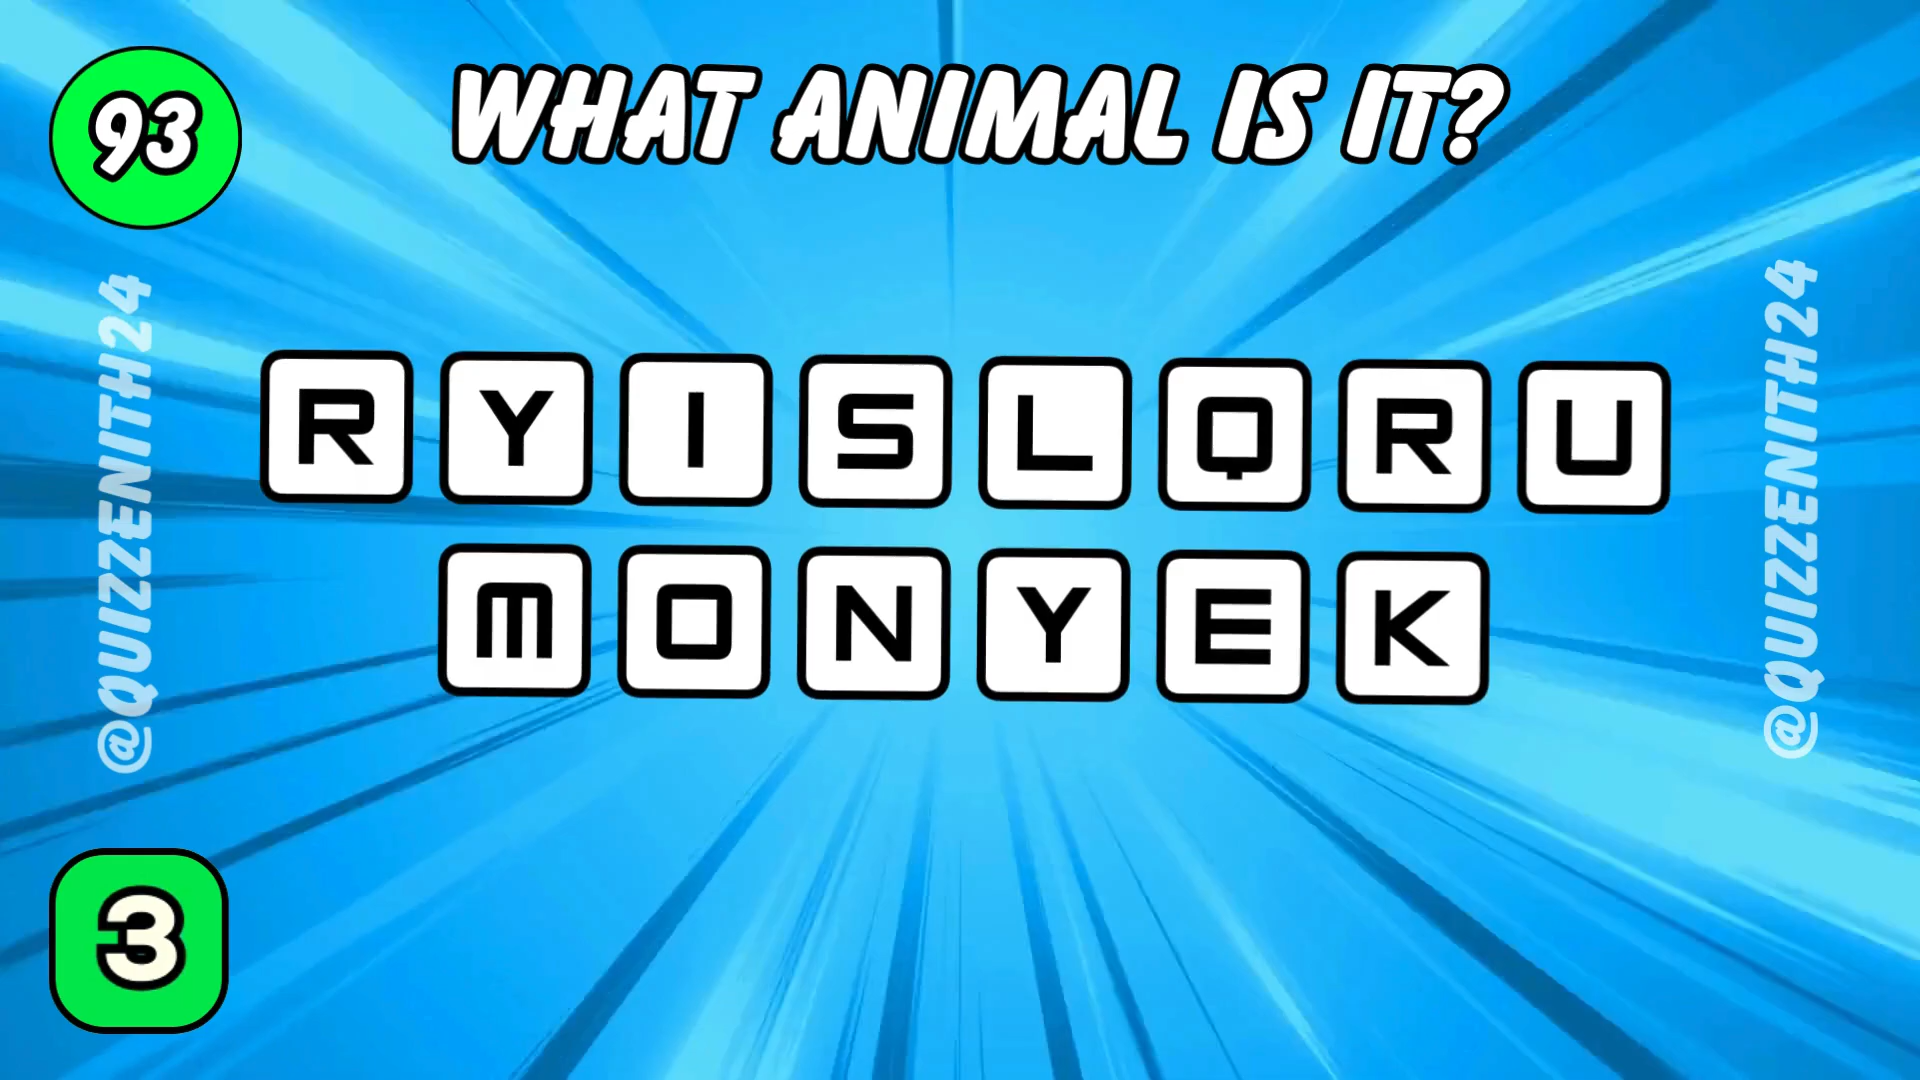 93
WHAT ANIMAL IS IT?
@QUIZZENITH24
@QUIZZENITH24
RYISLQRU
MONYEK
3